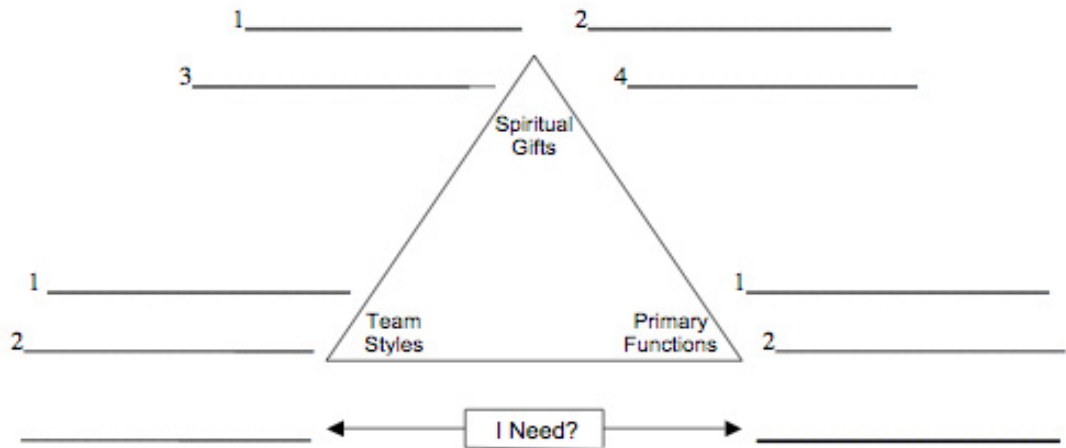 1 2
3 4
Spiritual
Gifts
1 1
Team Primary
Styles Functions
2 2
I Need?